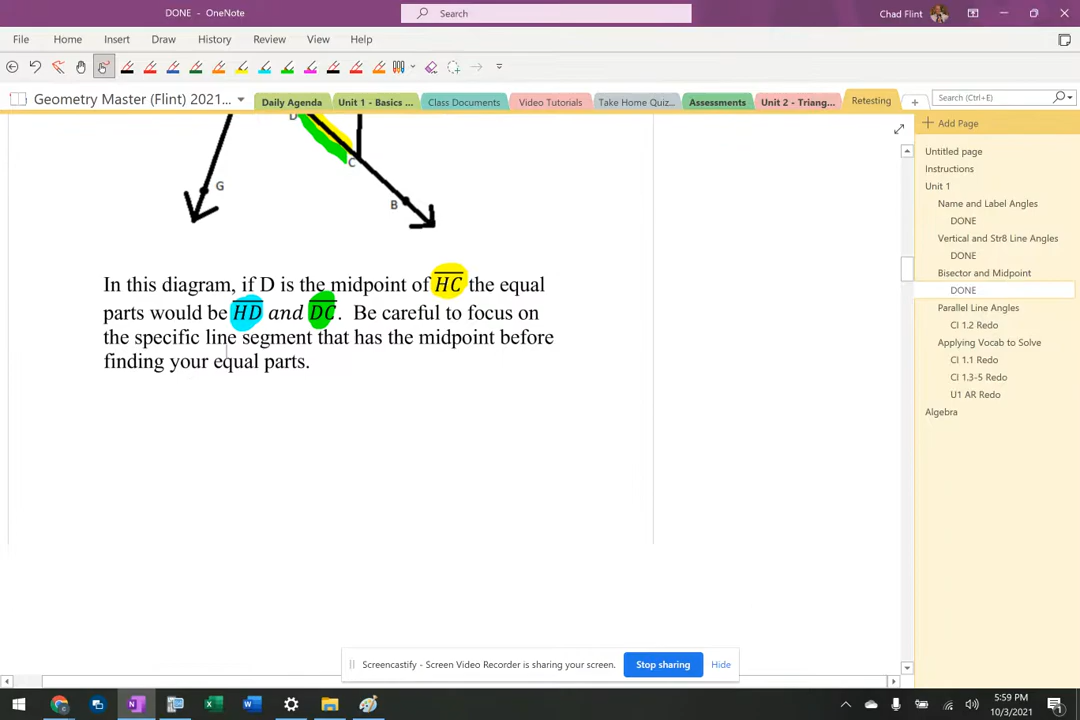 DONE - OneNote
Search
Chad Flint
File Home Insert Draw History Review View Help
Geometry Master (Flint) 2021...
Daily Agenda
Unit 1 - Basics ...
Class Documents
Video Tutorials
Take Home Quiz...
Assessments
Unit 2 - Triang...
Retesting
Search (Ctrl+E)
Add Page
Untitled page
Instructions
Unit 1
Name and Label Angles
DONE
Vertical and Str8 Line Angles
DONE
Bisector and Midpoint
DONE
Parallel Line Angles
CI 1.2 Redo
Applying Vocab to Solve
CI 1.1 Redo
CI 1.3-5 Redo
U1 AR Redo
Algebra
D
C
G
B
In this diagram, if D is the midpoint of H̅C̅ the equal
parts would be H̅D̅ and D̅C̅. Be careful to focus on
the specific line segment that has the midpoint before
finding your equal parts.
Screencastify - Screen Video Recorder is sharing your screen.
Stop sharing
Hide
5:59 PM
10/3/2021